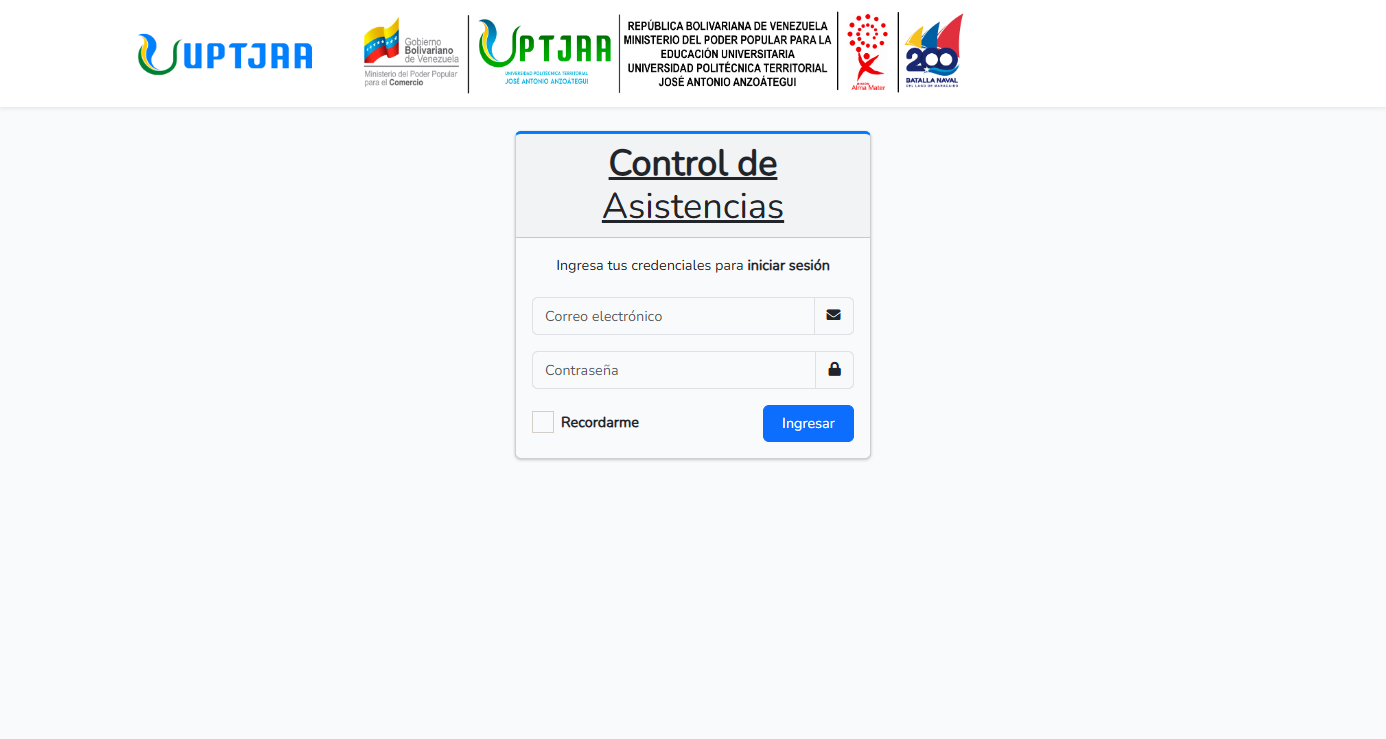 UPTJAA
Gobierno
Bolivariano
de Venezuela
Ministerio del Poder Popular
para el Comercio
UPTJAA
UNIVERSIDAD POLITÉCNICA TERRITORIAL
JOSÉ ANTONIO ANZOÁTEGUI
REPÚBLICA BOLIVARIANA DE VENEZUELA
MINISTERIO DEL PODER POPULAR PARA LA
EDUCACIÓN UNIVERSITARIA
UNIVERSIDAD POLITÉCNICA TERRITORIAL
JOSÉ ANTONIO ANZOÁTEGUI
Alma Mater
200
BATALLA NAVAL
DEL LAGO DE MARACAIBO
Control de
Asistencias
Ingresa tus credenciales para iniciar sesión
Correo electrónico
Contraseña
Recordarme
Ingresar